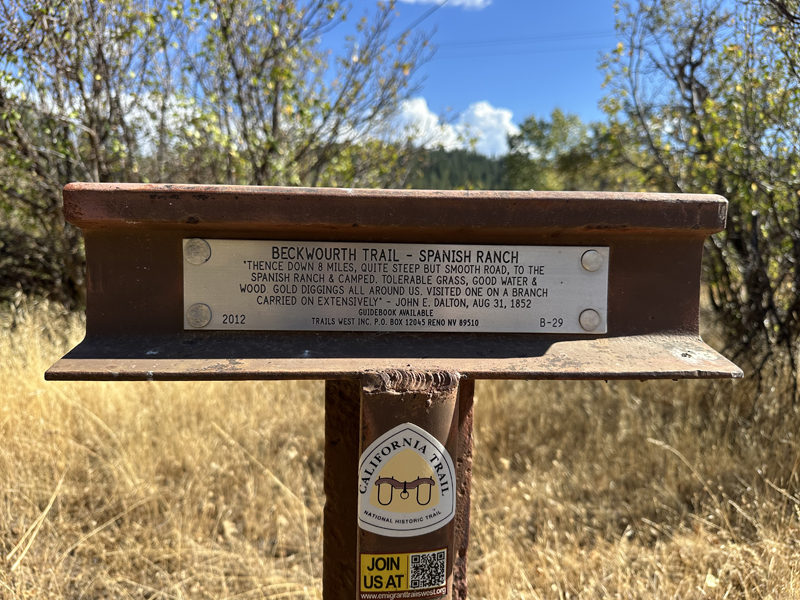 BECKWOURTH TRAIL - SPANISH RANCH
"THENCE DOWN 8 MILES, QUITE STEEP BUT SMOOTH ROAD, TO THE
SPANISH RANCH & CAMPED. TOLERABLE GRASS, GOOD WATER &
WOOD. GOLD DIGGINGS ALL AROUND US. VISITED ONE ON A BRANCH
CARRIED ON EXTENSIVELY" - JOHN E. DALTON, AUG 31, 1852
GUIDEBOOK AVAILABLE
2012 TRAILS WEST INC. P.O. BOX 12045 RENO NV 89510 B-29
CALIFORNIA TRAIL
NATIONAL HISTORIC TRAIL
JOIN
US AT
www.emigranttrailswest.org